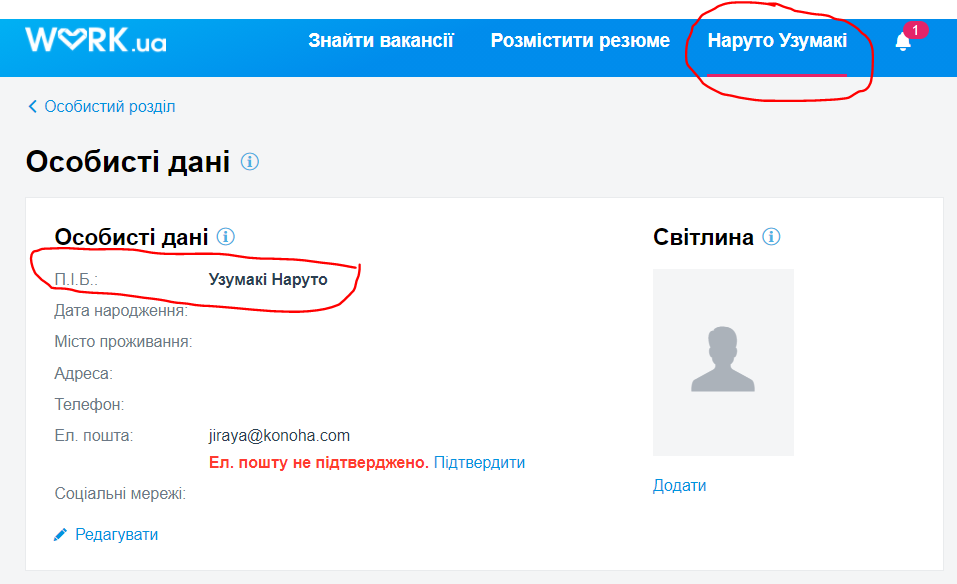 WORK.ua Знайти вакансії Розмістити резюме Наруто Узумакі 1
Особистий розділ
Особисті дані
Особисті дані
П.І.Б.: Узумакі Наруто
Дата народження:
Місто проживання:
Адреса:
Телефон:
Ел. пошта: jiraya@konoha.com
Ел. пошту не підтверджено. Підтвердити
Соціальні мережі:
Редагувати
Світлина
Додати